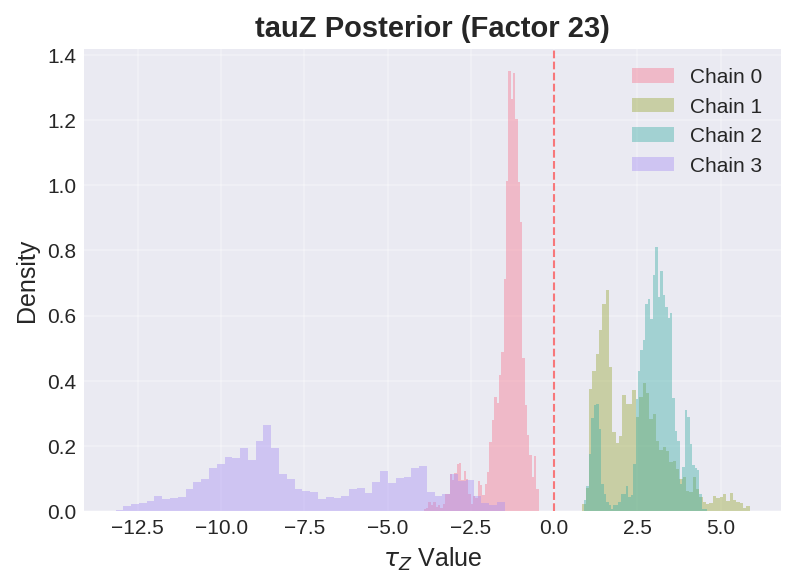 tauZ Posterior (Factor 23)
Chain 0
Chain 1
Chain 2
Chain 3
Density
1.4
1.2
1.0
0.8
0.6
0.4
0.2
0.0
−12.5 −10.0 −7.5 −5.0 −2.5 0.0 2.5 5.0
τ_Z Value